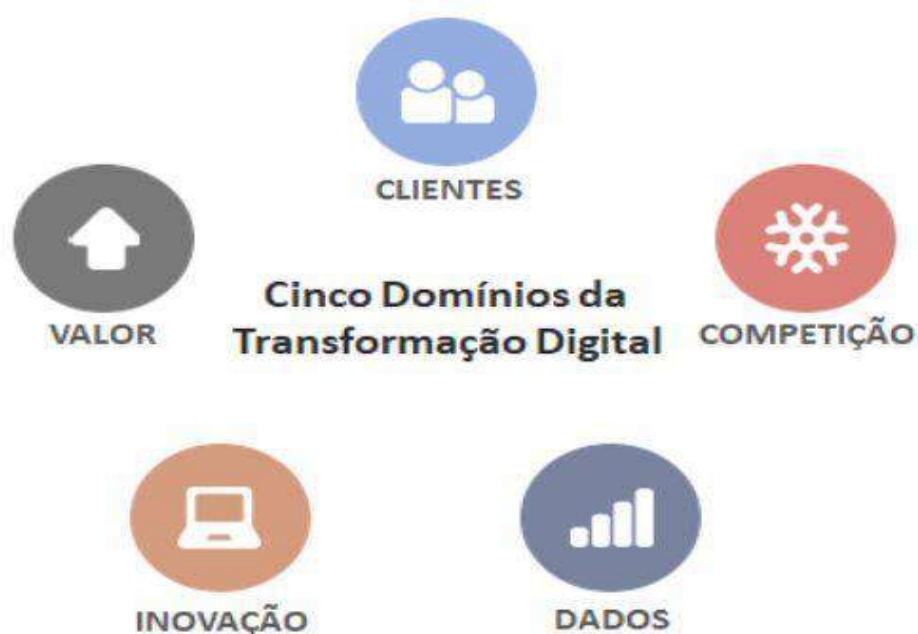 CLIENTES
VALOR
Cinco Domínios da
Transformação Digital
COMPETIÇÃO
INOVAÇÃO
DADOS